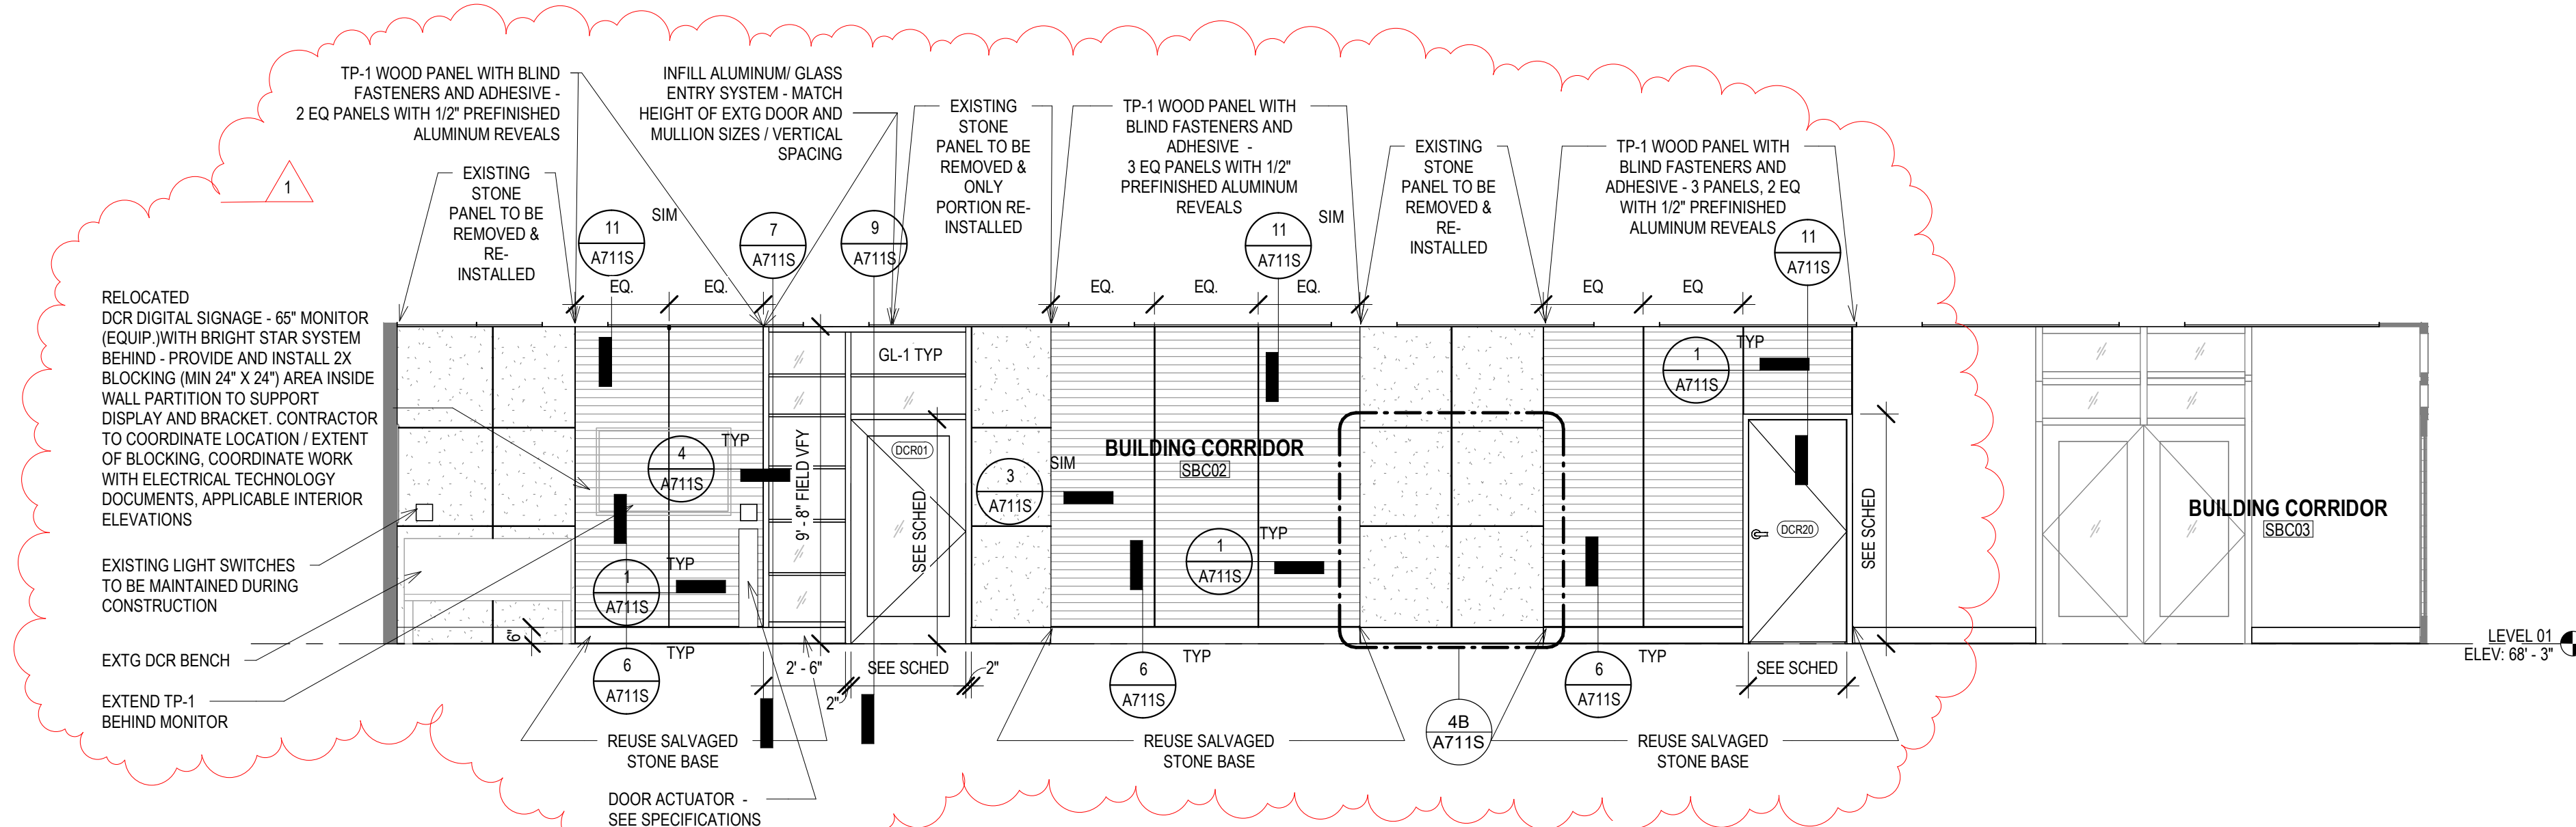 TP-1 WOOD PANEL WITH BLIND
FASTENERS AND ADHESIVE -
2 EQ PANELS WITH 1/2" PREFINISHED
ALUMINUM REVEALS
INFILL ALUMINUM/ GLASS
ENTRY SYSTEM - MATCH
HEIGHT OF EXTG DOOR AND
MULLION SIZES / VERTICAL
SPACING
EXISTING
STONE
PANEL TO BE
REMOVED &
ONLY
PORTION RE-
INSTALLED
TP-1 WOOD PANEL WITH
BLIND FASTENERS AND
ADHESIVE -
3 EQ PANELS WITH 1/2"
PREFINISHED ALUMINUM
REVEALS
EXISTING
STONE
PANEL TO BE
REMOVED &
RE-
INSTALLED
TP-1 WOOD PANEL WITH
BLIND FASTENERS AND
ADHESIVE - 3 PANELS, 2 EQ
WITH 1/2" PREFINISHED
ALUMINUM REVEALS
1
EXISTING
STONE
PANEL TO BE
REMOVED &
RE-
INSTALLED
11
A711S
SIM
7
A711S
9
A711S
11
A711S
SIM
11
A711S
EQ.
EQ.
EQ.
EQ.
EQ.
EQ
EQ
RELOCATED
DCR DIGITAL SIGNAGE - 65" MONITOR
(EQUIP.)WITH BRIGHT STAR SYSTEM
BEHIND - PROVIDE AND INSTALL 2X
BLOCKING (MIN 24" X 24") AREA INSIDE
WALL PARTITION TO SUPPORT
DISPLAY AND BRACKET. CONTRACTOR
TO COORDINATE LOCATION / EXTENT
OF BLOCKING, COORDINATE WORK
WITH ELECTRICAL TECHNOLOGY
DOCUMENTS, APPLICABLE INTERIOR
ELEVATIONS
EXISTING LIGHT SWITCHES
TO BE MAINTAINED DURING
CONSTRUCTION
EXTG DCR BENCH
EXTEND TP-1
BEHIND MONITOR
GL-1 TYP
1
A711S
TYP
4
A711S
TYP
9' - 8" FIELD VFY
DCR01
SEE SCHED
3
A711S
SIM
BUILDING CORRIDOR
SBC02
1
A711S
TYP
1
A711S
TYP
DCR20
SEE SCHED
BUILDING CORRIDOR
SBC03
6"
6
A711S
TYP
2' - 6"
2"
SEE SCHED
2"
6
A711S
TYP
4B
A711S
6
A711S
TYP
SEE SCHED
LEVEL 01
ELEV: 68' - 3"
REUSE SALVAGED
STONE BASE
REUSE SALVAGED
STONE BASE
REUSE SALVAGED
STONE BASE
DOOR ACTUATOR -
SEE SPECIFICATIONS